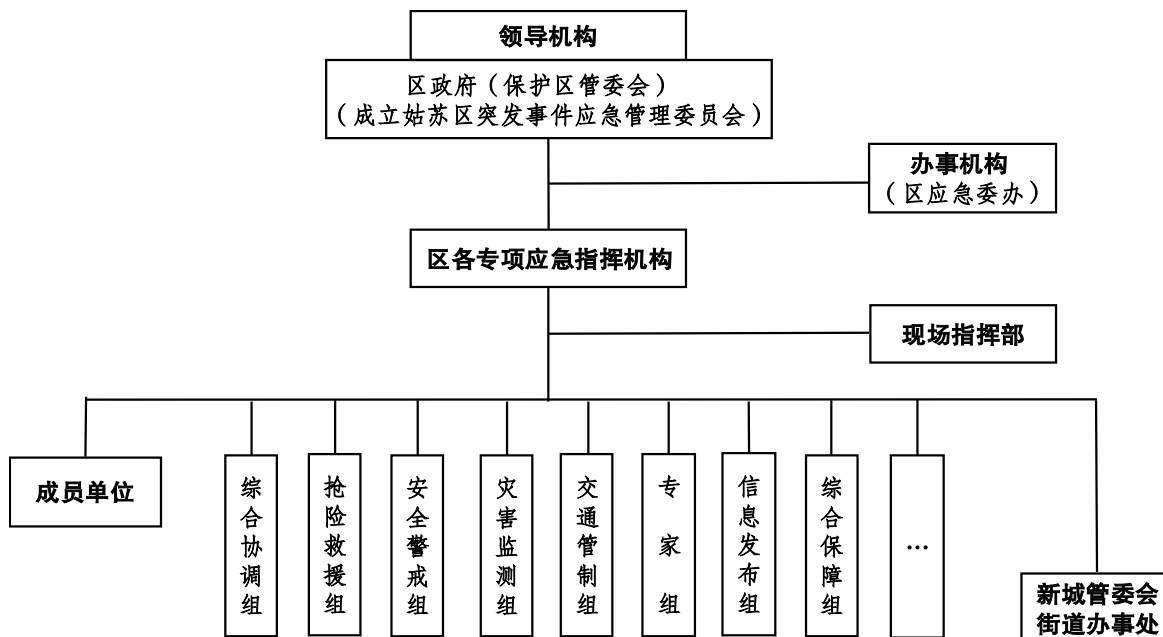 领导机构
区政府（保护区管委会）
（成立姑苏区突发事件应急管理委员会）
办事机构
（区应急委办）
区各专项应急指挥机构
现场指挥部
成员单位
综合协调组
抢险救援组
安全警戒组
灾害监测组
交通管制组
专家组
信息发布组
综合保障组
…
新城管委会
街道办事处